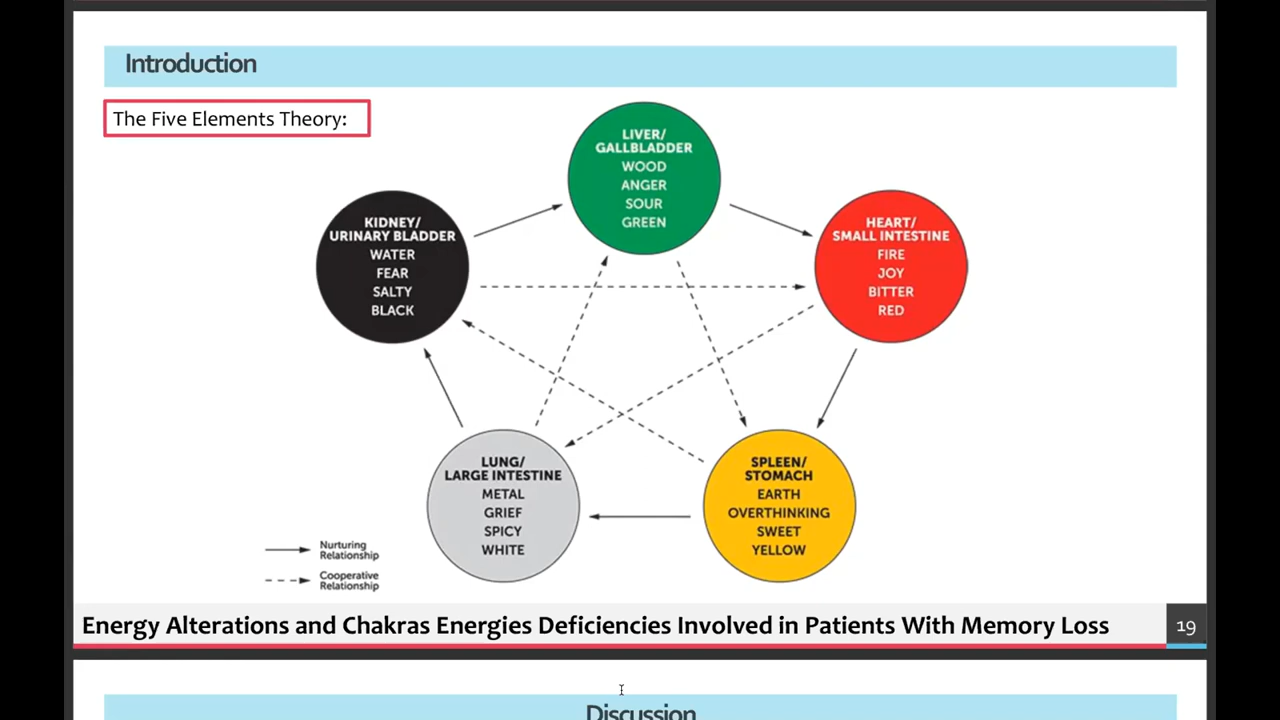 Introduction
The Five Elements Theory:
LIVER/
GALLBLADDER
WOOD
ANGER
SOUR
GREEN
KIDNEY/
URINARY BLADDER
WATER
FEAR
SALTY
BLACK
HEART/
SMALL INTESTINE
FIRE
JOY
BITTER
RED
LUNG/
LARGE INTESTINE
METAL
GRIEF
SPICY
WHITE
SPLEEN/
STOMACH
EARTH
OVERTHINKING
SWEET
YELLOW
Nurturing
Relationship
Cooperative
Relationship
Energy Alterations and Chakras Energies Deficiencies Involved in Patients With Memory Loss
19
Discussion